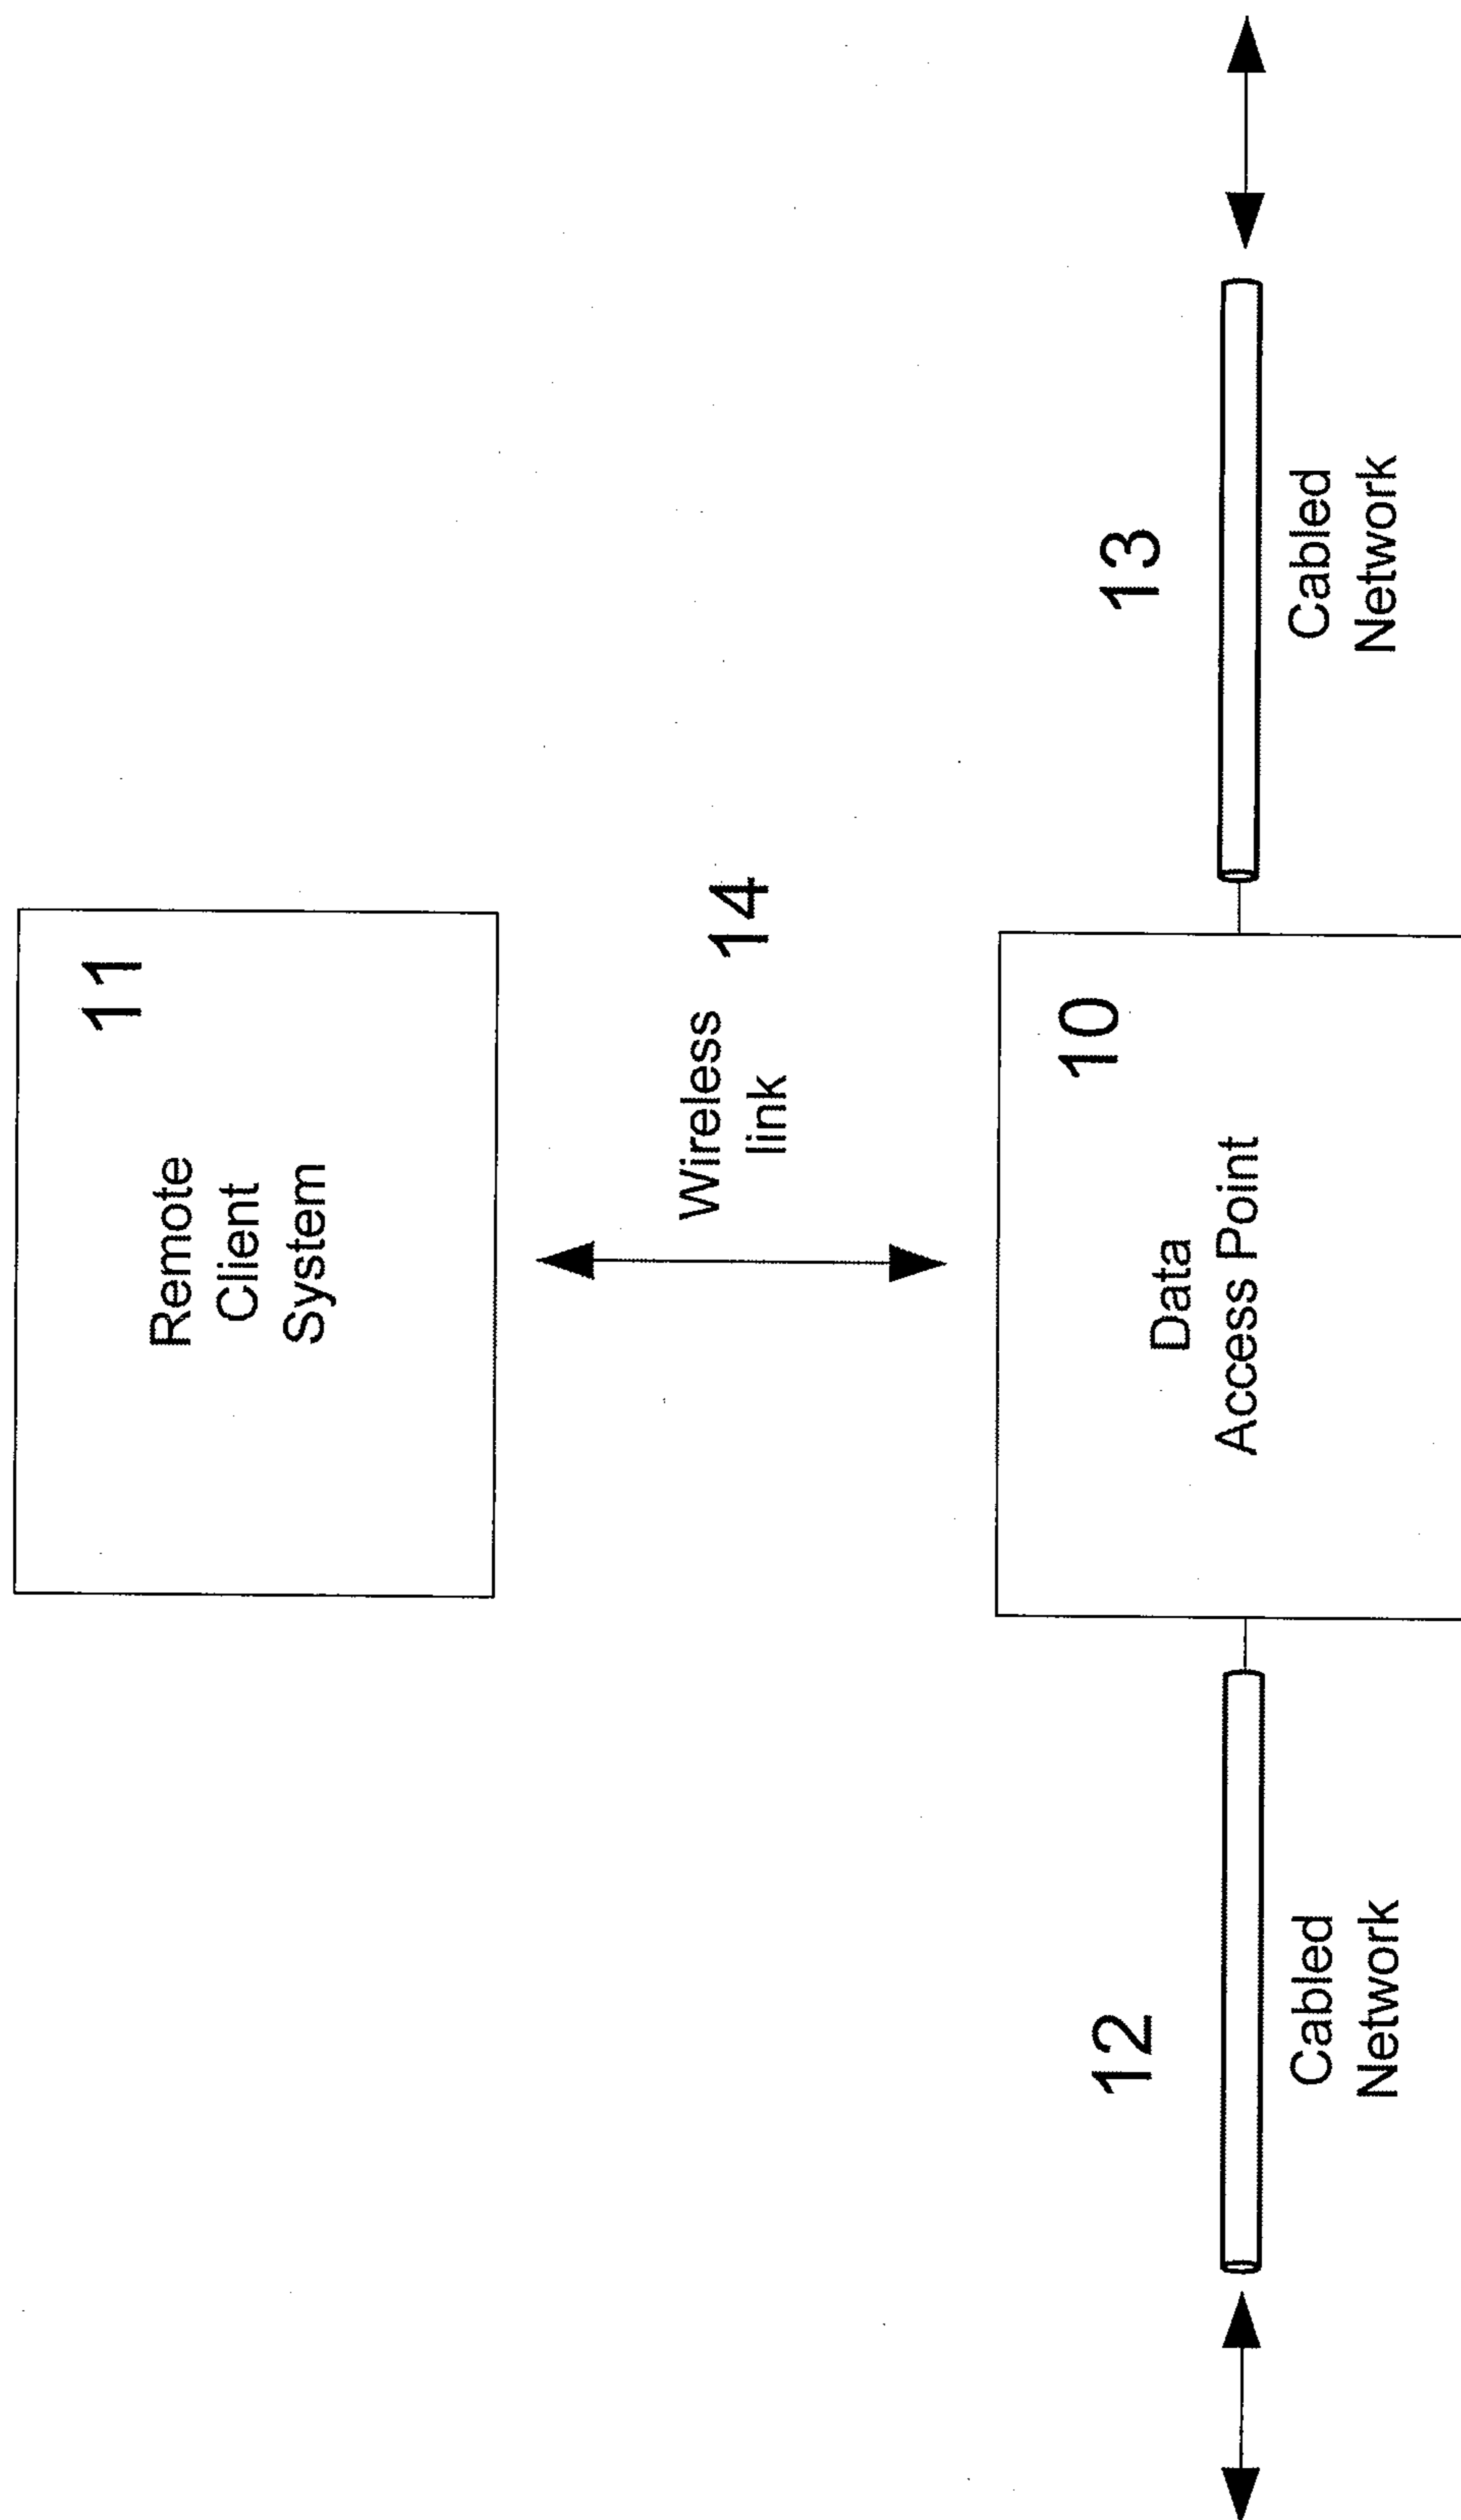 11
Remote
Client
System
Wireless
link
14
10
Data
Access Point
12
Cabled
Network
13
Cabled
Network